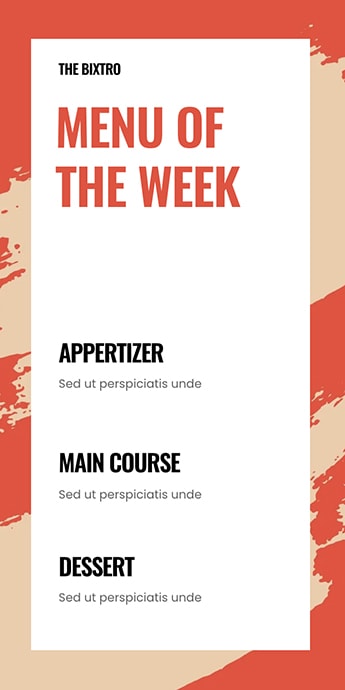 THE BIXTRO
MENU OF
THE WEEK
APPERTIZER
Sed ut perspiciatis unde
MAIN COURSE
Sed ut perspiciatis unde
DESSERT
Sed ut perspiciatis unde